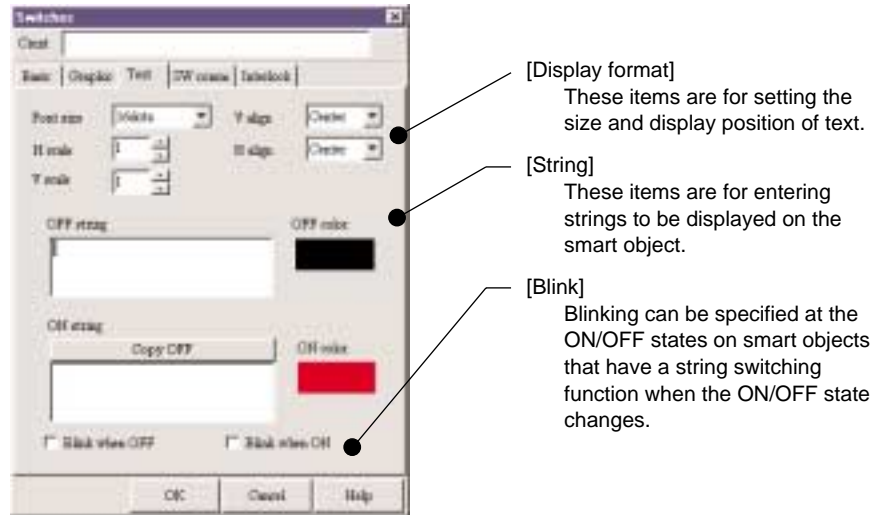 Switches
Basic Graphic Text SW comm Interlock
Font size V align Center
H scale 1 H align Center
V scale 1
OFF string OFF color
ON string
Copy OFF ON color
Blink when OFF Blink when ON
OK Cancel Help
[Display format]
These items are for setting the
size and display position of text.
[String]
These items are for entering
strings to be displayed on the
smart object.
[Blink]
Blinking can be specified at the
ON/OFF states on smart objects
that have a string switching
function when the ON/OFF state
changes.